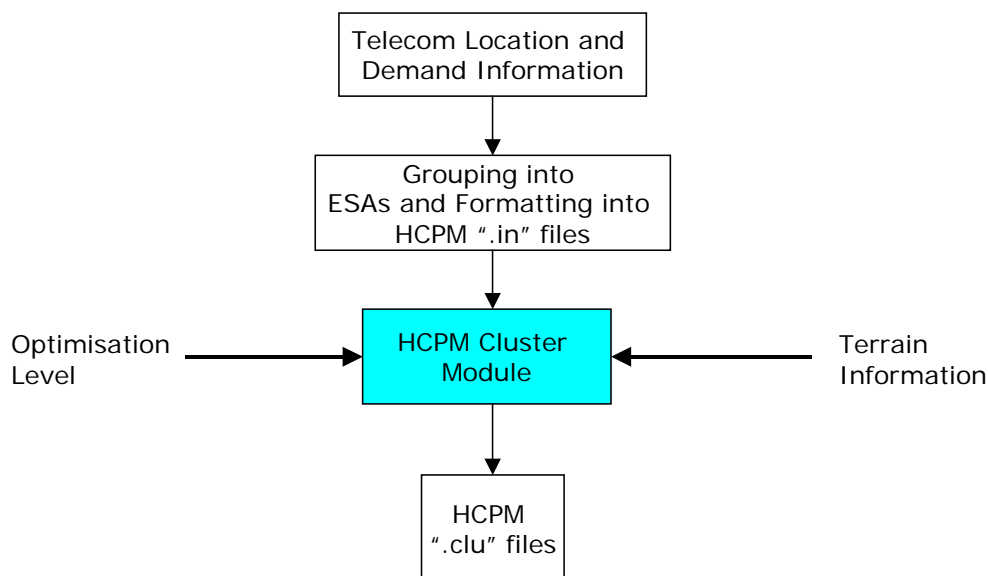 Telecom Location and
Demand Information
Grouping into
ESAs and Formatting into
HCPM “.in” files
Optimisation
Level
HCPM Cluster
Module
Terrain
Information
HCPM
“.clu” files